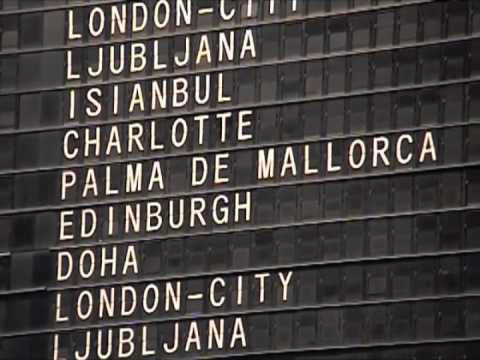 LONDON-CITY
LJUBLJANA
ISIANBUL
CHARLOTTE
PALMA DE MALLORCA
EDINBURGH
DOHA
LONDON-CITY
LJUBLJANA